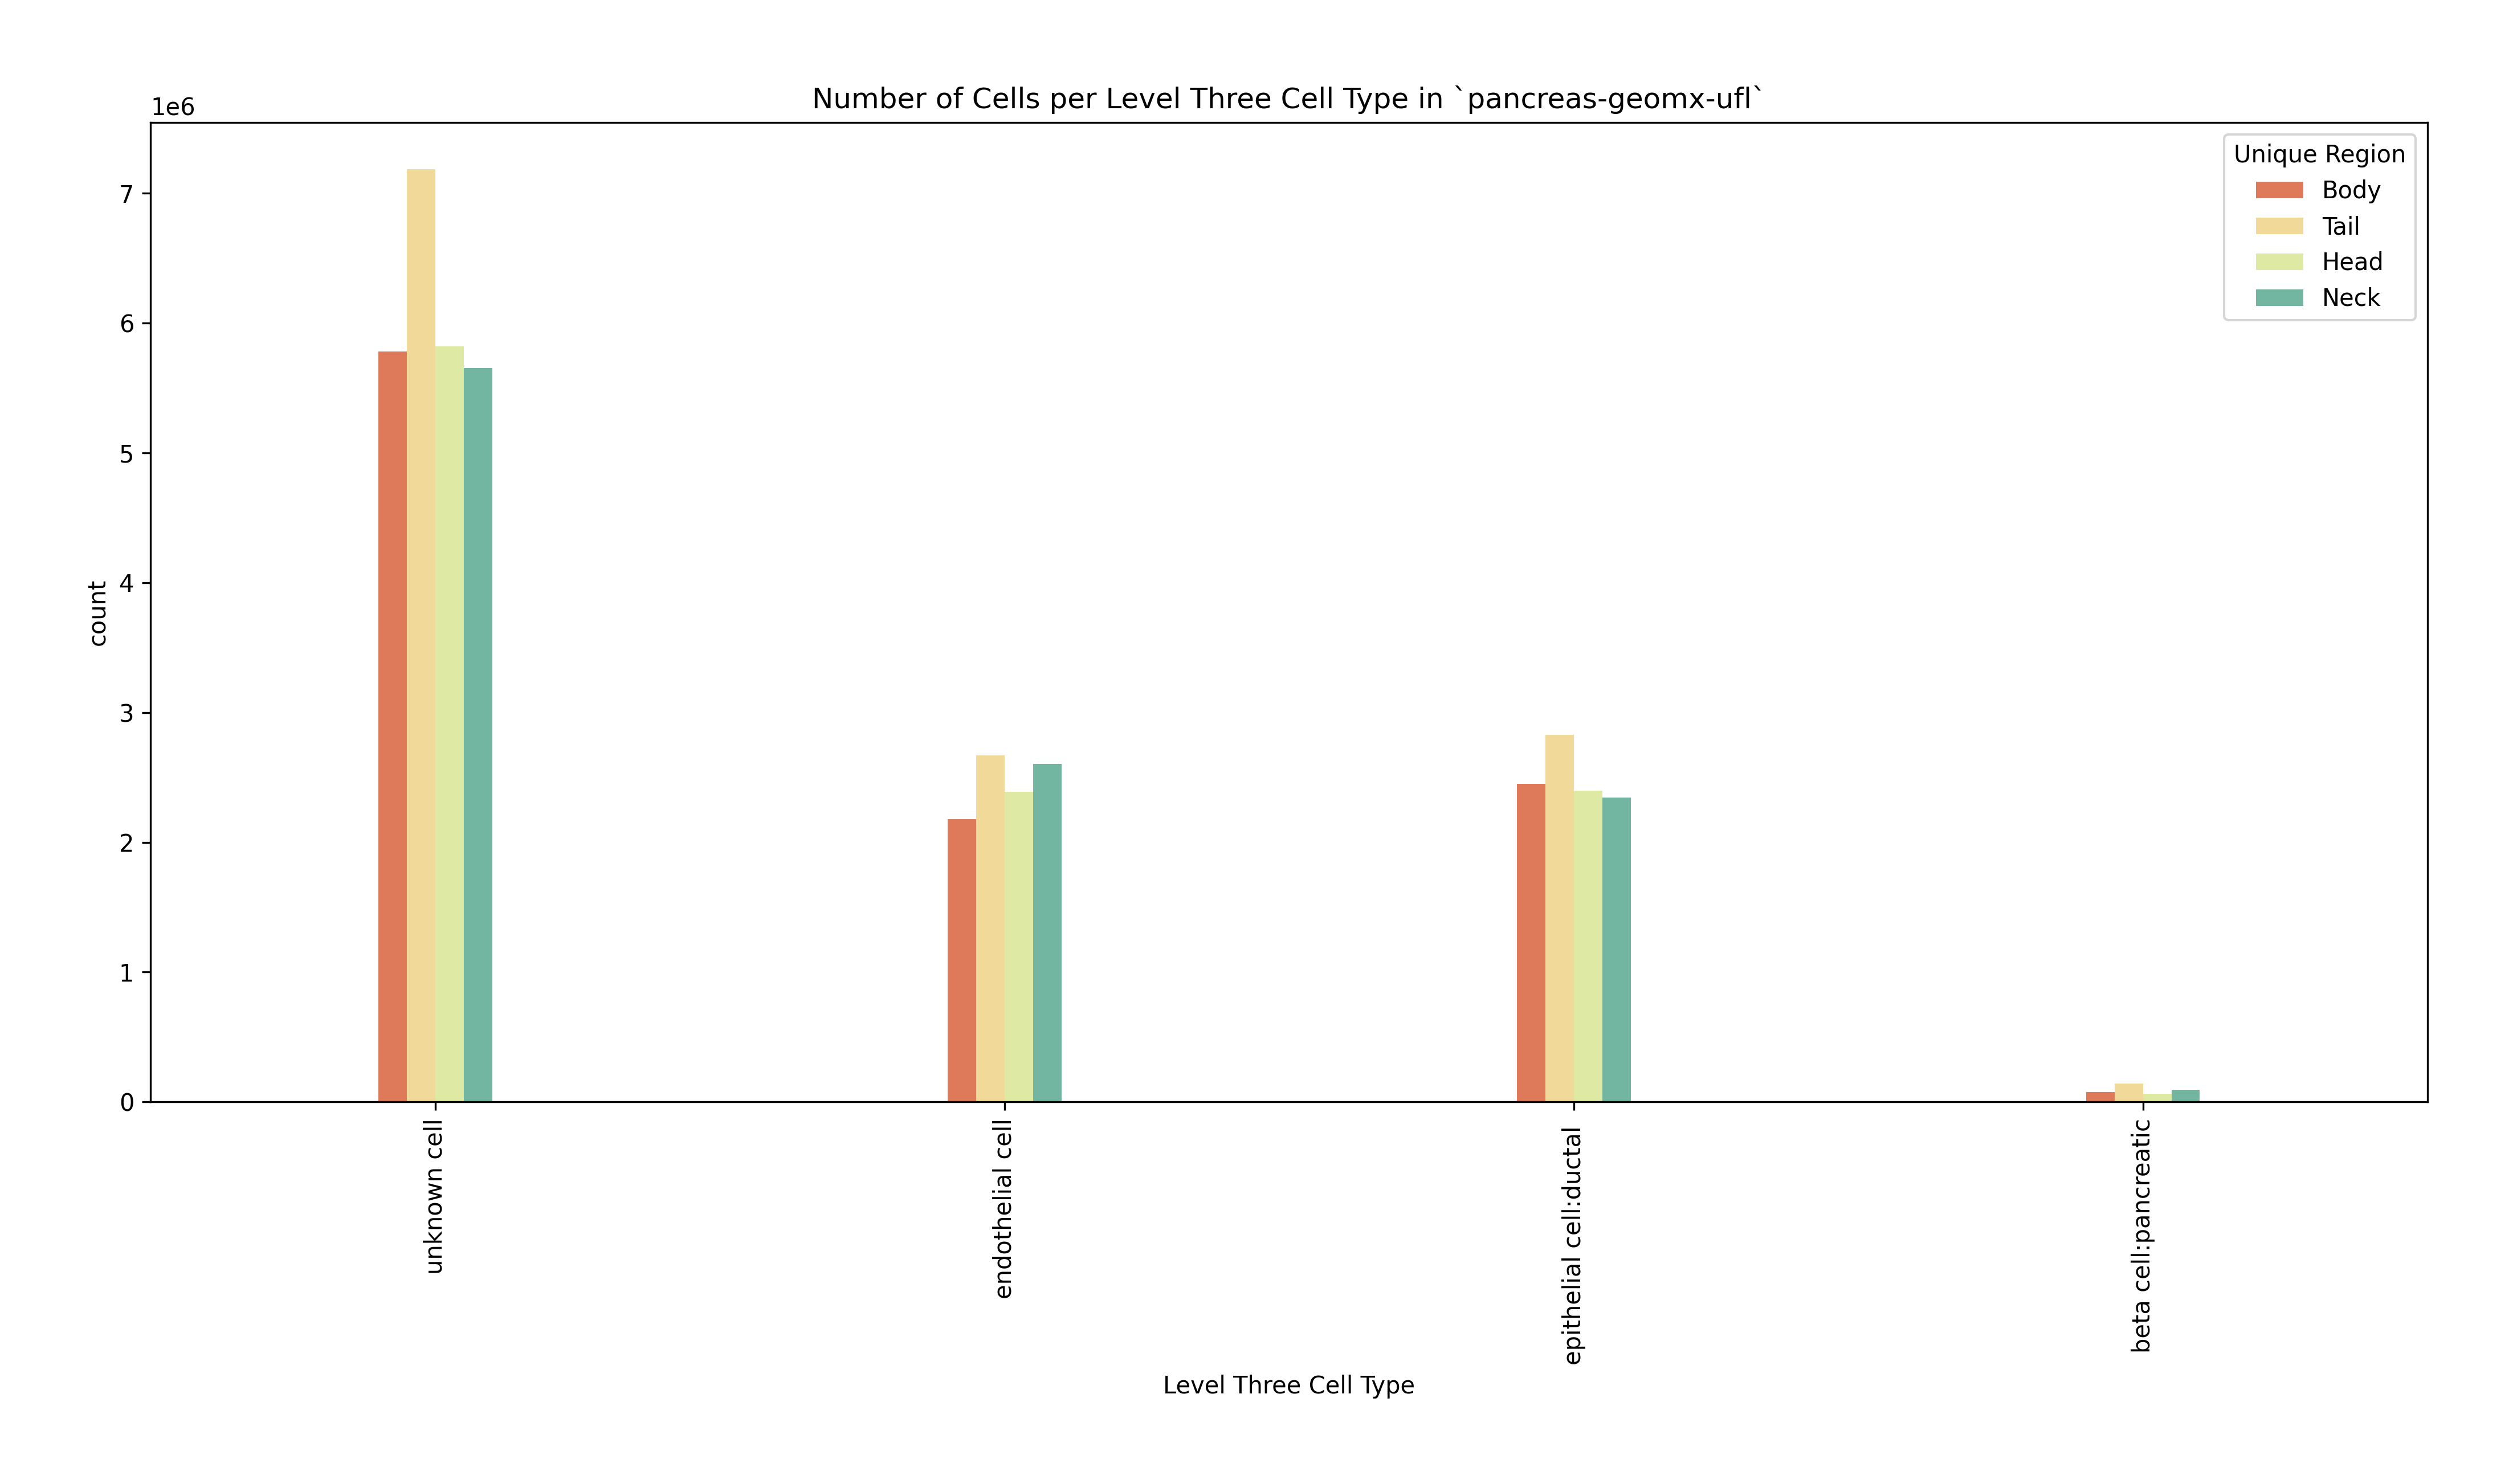 Number of Cells per Level Three Cell Type in `pancreas-geomx-ufl`
1e6
7
6
5
4
3
2
1
0
count
Unique Region
Body
Tail
Head
Neck
unknown cell
endothelial cell
epithelial cell:ductal
beta cell:pancreatic
Level Three Cell Type